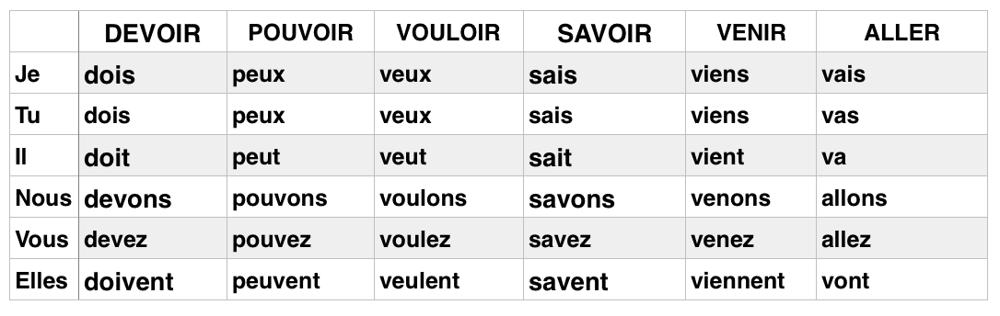 DEVOIR POUVOIR VOULOIR SAVOIR VENIR ALLER
Je dois peux veux sais viens vais
Tu dois peux veux sais viens vas
Il doit peut veut sait vient va
Nous devons pouvons voulons savons venons allons
Vous devez pouvez voulez savez venez allez
Elles doivent peuvent veulent savent viennent vont